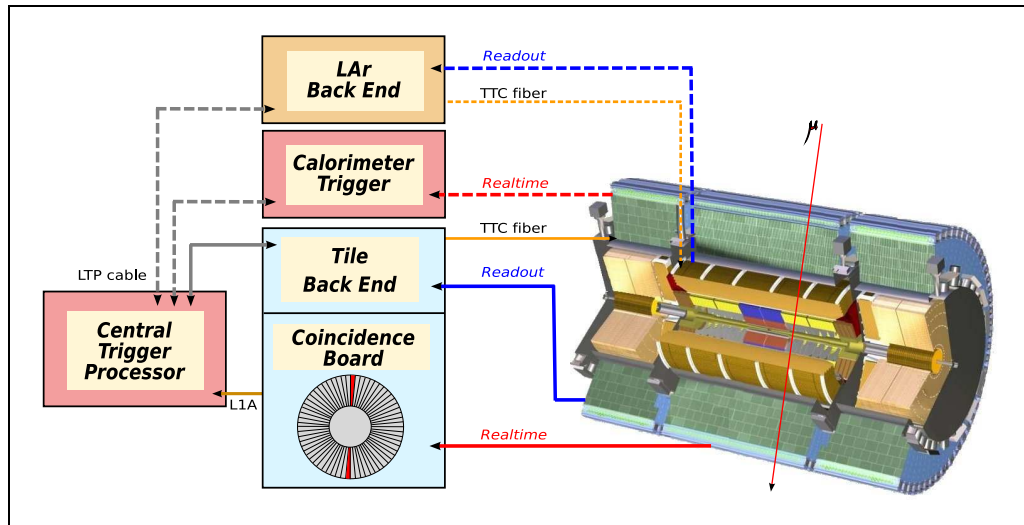 LAr
Back End
Readout
TTC fiber
μ
Calorimeter
Trigger
Realtime
Tile
Back End
TTC fiber
Readout
LTP cable
Central
Trigger
Processor
L1A
Coincidence
Board
Realtime